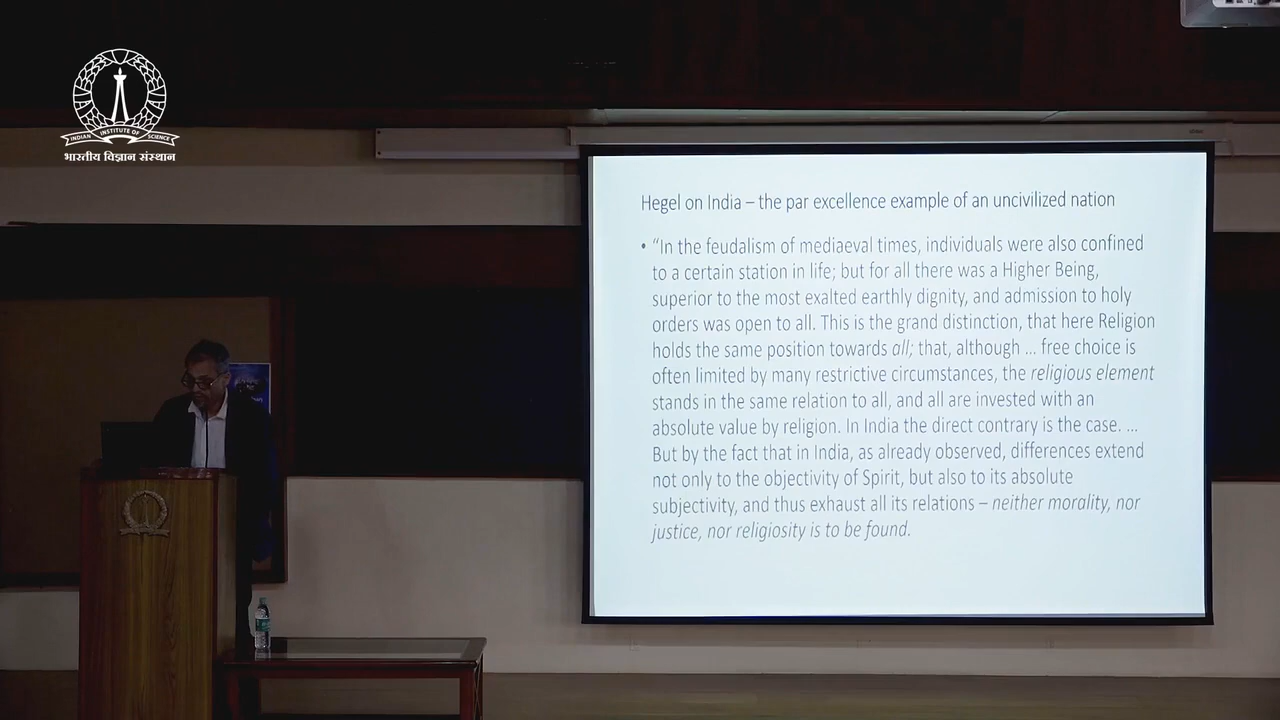 INDIAN INSTITUTE OF SCIENCE
भारतीय विज्ञान संस्थान
Hegel on India – the par excellence example of an uncivilized nation
• “In the feudalism of mediaeval times, individuals were also confined
to a certain station in life; but for all there was a Higher Being,
superior to the most exalted earthly dignity, and admission to holy
orders was open to all. This is the grand distinction, that here Religion
holds the same position towards all; that, although ... free choice is
often limited by many restrictive circumstances, the religious element
stands in the same relation to all, and all are invested with an
absolute value by religion. In India the direct contrary is the case. ...
But by the fact that in India, as already observed, differences extend
not only to the objectivity of Spirit, but also to its absolute
subjectivity, and thus exhaust all its relations – neither morality, nor
justice, nor religiosity is to be found.